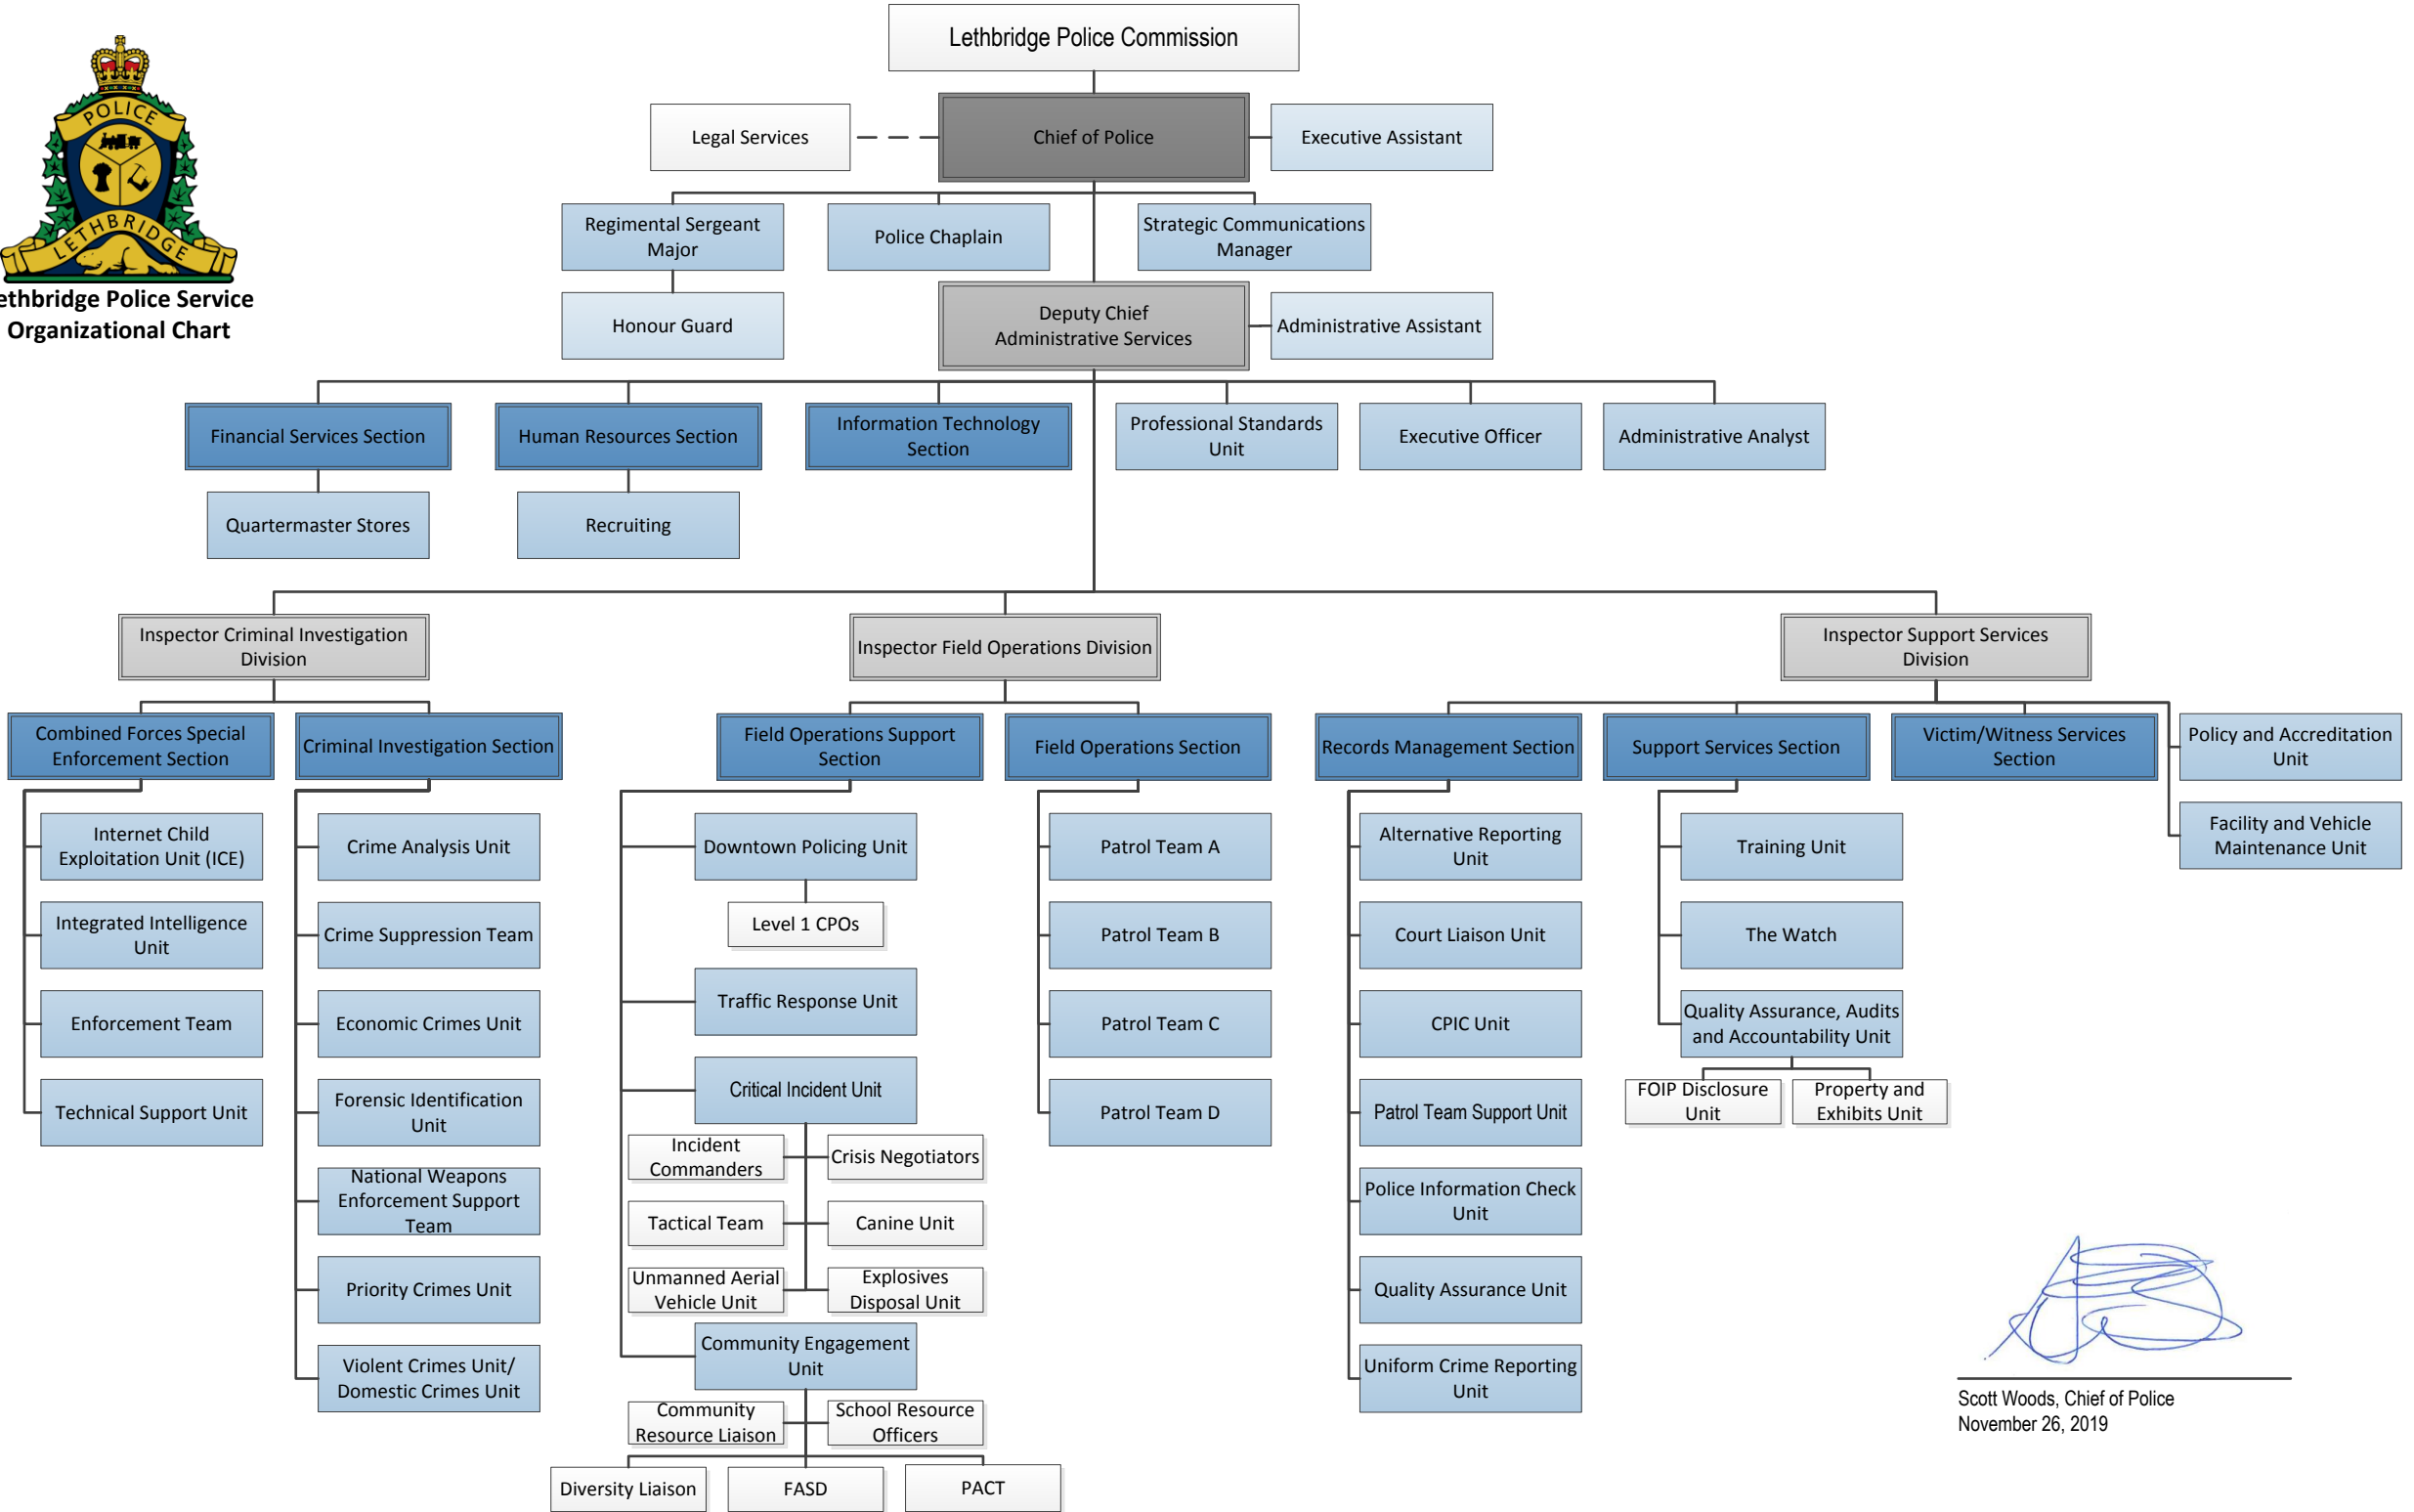 Lethbridge Police Commission
POLICE
LETHBRIDGE
ethbridge Police Service
Organizational Chart
Legal Services
Chief of Police
Executive Assistant
Regimental Sergeant
Major
Police Chaplain
Strategic Communications
Manager
Honour Guard
Deputy Chief
Administrative Services
Administrative Assistant
Financial Services Section
Human Resources Section
Information Technology
Section
Professional Standards
Unit
Executive Officer
Administrative Analyst
Quartermaster Stores
Recruiting
Inspector Criminal Investigation
Division
Inspector Field Operations Division
Inspector Support Services
Division
Combined Forces Special
Enforcement Section
Criminal Investigation Section
Field Operations Support
Section
Field Operations Section
Records Management Section
Support Services Section
Victim/Witness Services
Section
Policy and Accreditation
Unit
Facility and Vehicle
Maintenance Unit
Internet Child
Exploitation Unit (ICE)
Integrated Intelligence
Unit
Enforcement Team
Technical Support Unit
Crime Analysis Unit
Crime Suppression Team
Economic Crimes Unit
Forensic Identification
Unit
National Weapons
Enforcement Support
Team
Priority Crimes Unit
Violent Crimes Unit/
Domestic Crimes Unit
Downtown Policing Unit
Level 1 CPOs
Traffic Response Unit
Critical Incident Unit
Incident
Commanders
Crisis Negotiators
Tactical Team
Canine Unit
Unmanned Aerial
Vehicle Unit
Explosives
Disposal Unit
Community Engagement
Unit
Community
Resource Liaison
School Resource
Officers
Diversity Liaison
FASD
PACT
Patrol Team A
Patrol Team B
Patrol Team C
Patrol Team D
Alternative Reporting
Unit
Court Liaison Unit
CPIC Unit
Patrol Team Support Unit
Police Information Check
Unit
Quality Assurance Unit
Uniform Crime Reporting
Unit
Training Unit
The Watch
Quality Assurance, Audits
and Accountability Unit
FOIP Disclosure
Unit
Property and
Exhibits Unit
Scott Woods, Chief of Police
November 26, 2019